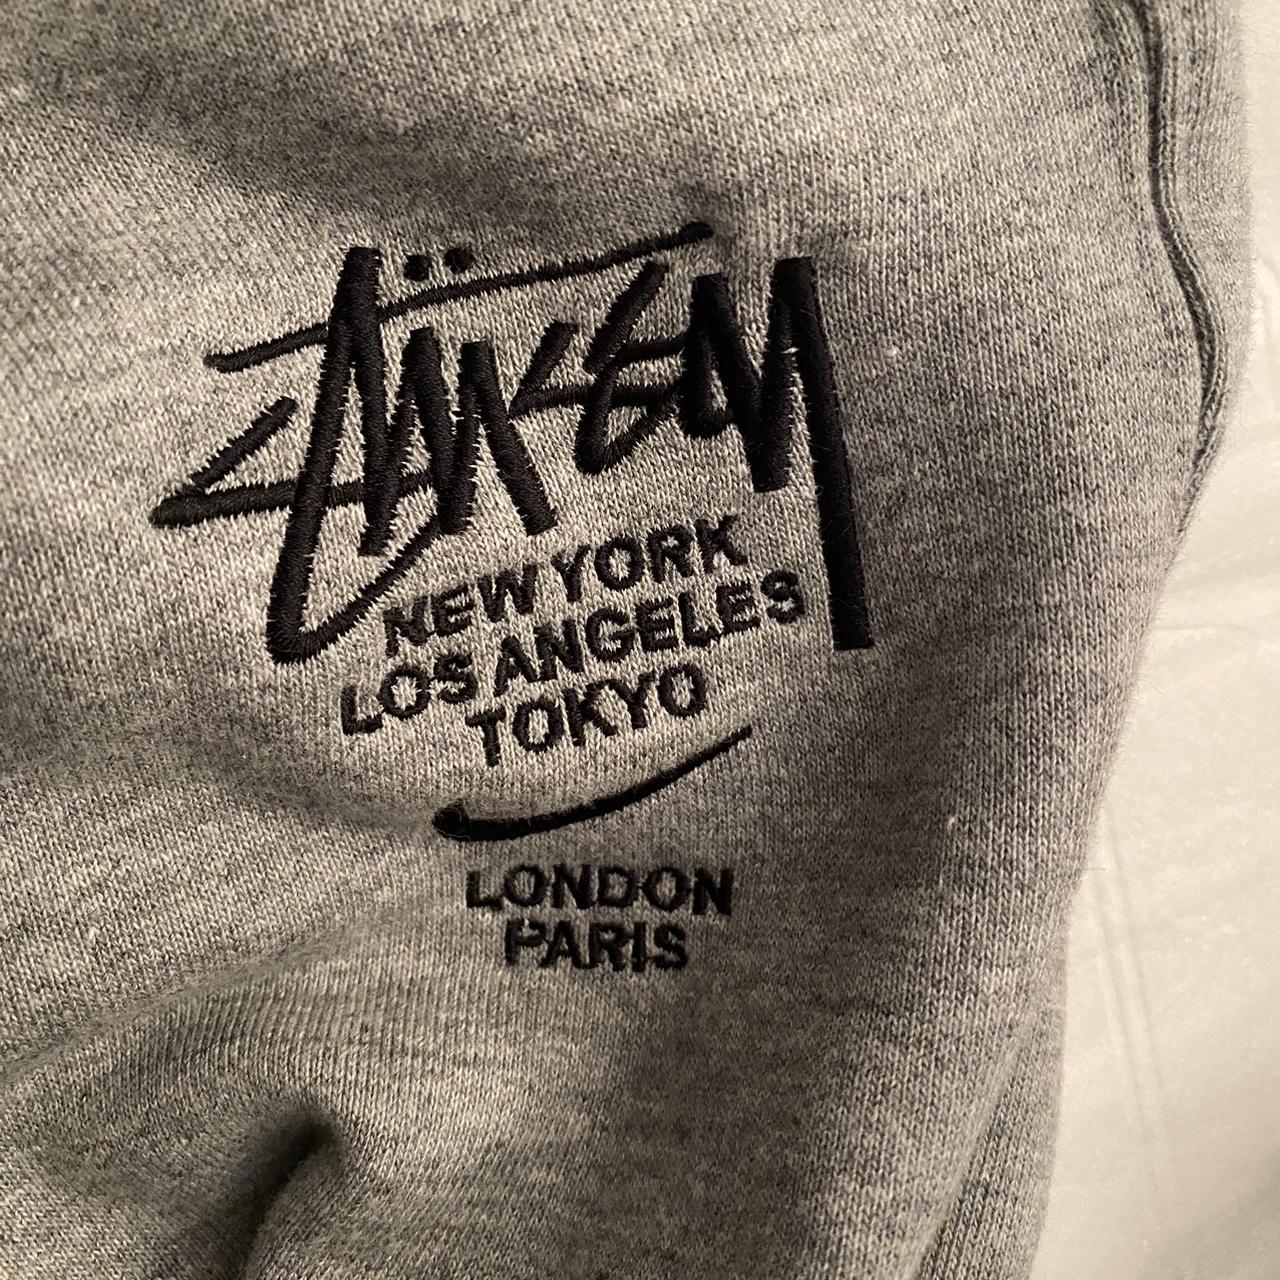 Stüssy
NEW YORK
LOS ANGELES
TOKYO
LONDON
PARIS